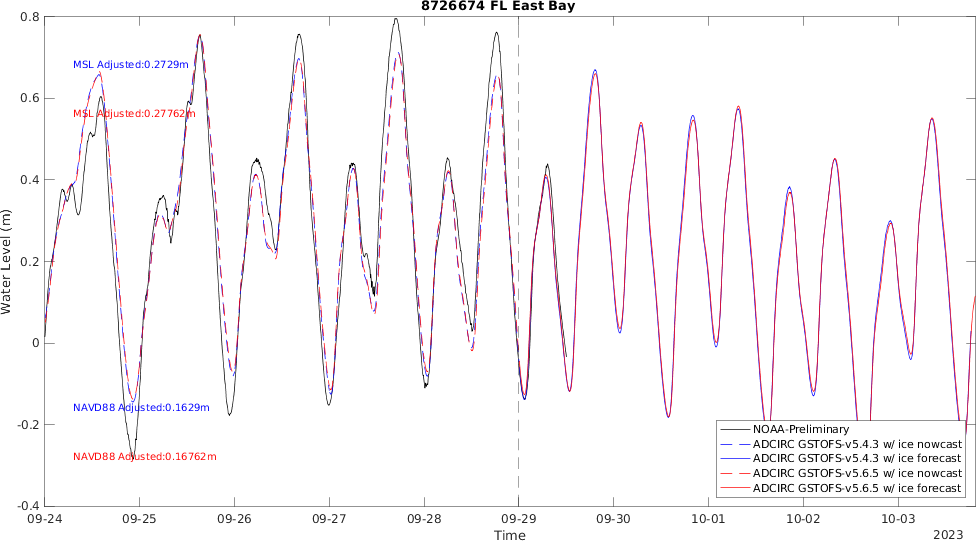 8726674 FL East Bay
Water Level (m)
0.8
0.6
0.4
0.2
0
-0.2
-0.4
MSL Adjusted:0.2729m
MSL Adjusted:0.27762m
NAVD88 Adjusted:0.1629m
NAVD88 Adjusted:0.16762m
NOAA-Preliminary
ADCIRC GSTOFS-v5.4.3 w/ ice nowcast
ADCIRC GSTOFS-v5.4.3 w/ ice forecast
ADCIRC GSTOFS-v5.6.5 w/ ice nowcast
ADCIRC GSTOFS-v5.6.5 w/ ice forecast
09-24 09-25 09-26 09-27 09-28 09-29 09-30 10-01 10-02 10-03
Time
2023